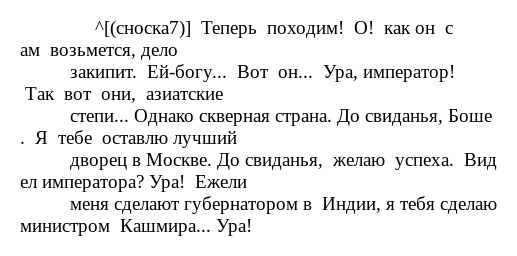 ^[(сноска7)]  Теперь  походим!  О!  как он  с
ам  возьмется, дело
закипит.  Ей-богу...  Вот  он...  Ура, император!
Так  вот  они,  азиатские
степи... Однако скверная страна. До свиданья, Боше
.  Я  тебе  оставлю лучший
дворец в Москве. До свиданья,  желаю  успеха.  Вид
ел императора? Ура!  Ежели
меня сделают губернатором в  Индии, я тебя сделаю
министром  Кашмира... Ура!